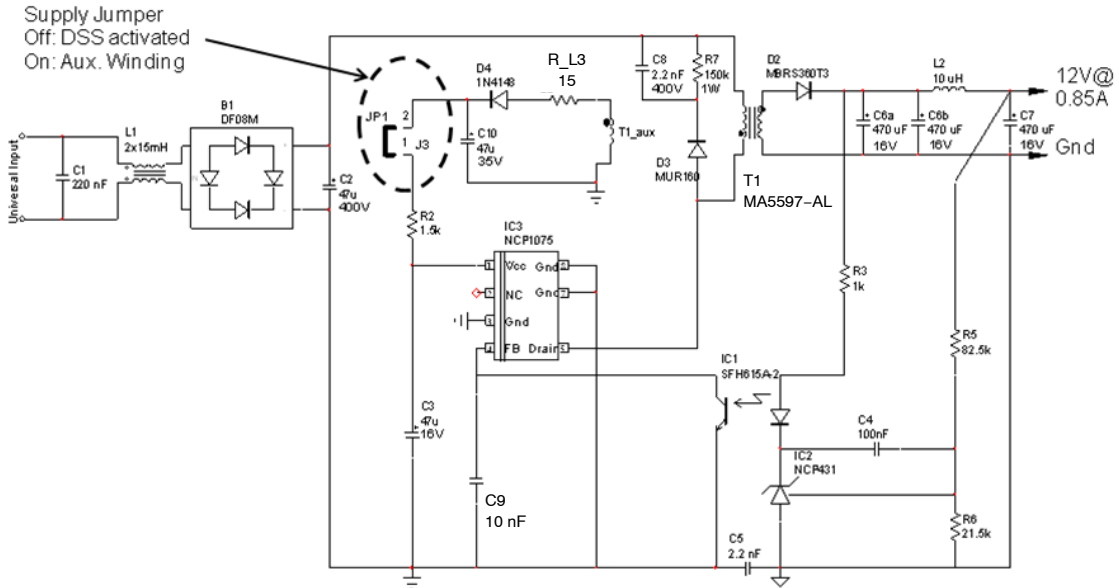 Supply Jumper
Off: DSS activated
On: Aux. Winding
B1
DF08M
L1
2x15mH
Universal Input
C1
220 nF
C2
47u
400V
JP1
2
1
J3
D4
1N4148
R_L3
15
C10
47u
35V
T1_aux
C8
2.2 nF
400V
R7
150k
1W
D3
MUR160
D2
MBRS360T3
T1
MA5597-AL
L2
10 uH
12V@
0.85A
C6a
470 uF
16V
C6b
470 uF
16V
C7
470 uF
16V
Gnd
R2
1.5k
IC3
NCP1075
Vcc Gnd
NC Gnd
Gnd
FB Drain
R3
1k
R5
82.5k
IC1
SFH615A-2
C3
47u
16V
C4
100nF
IC2
NCP431
C9
10 nF
R6
21.5k
C5
2.2 nF